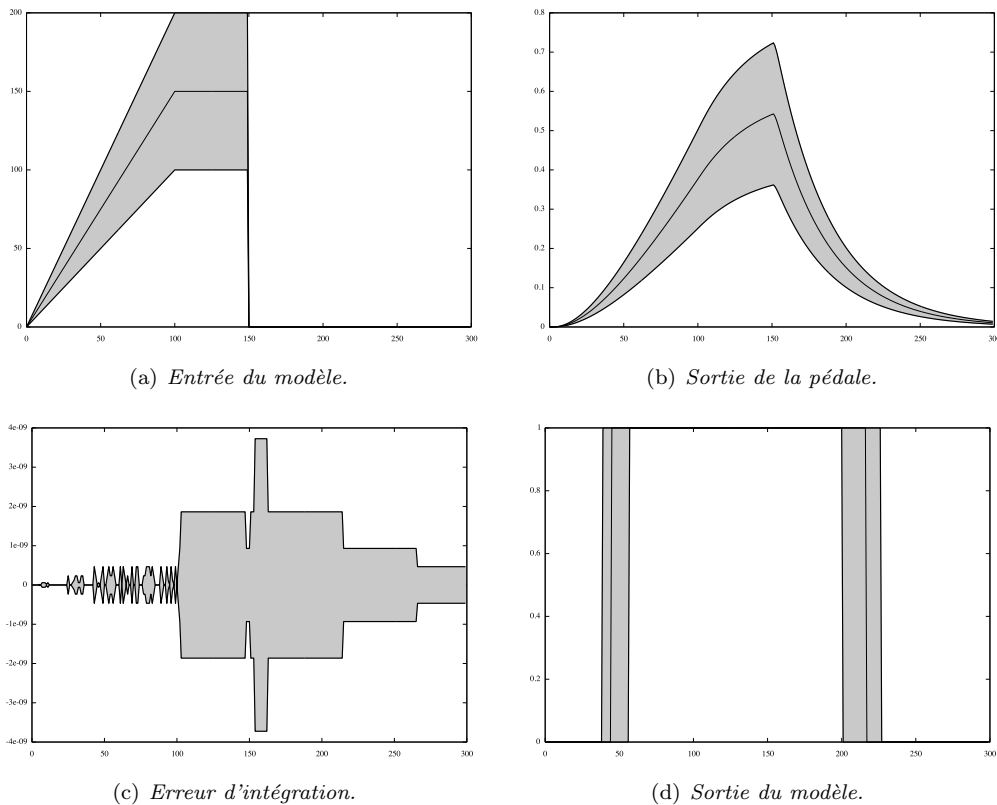 200
150
100
50
0
0 50 100 150 200 250 300
(a) Entrée du modèle.
0.8
0.7
0.6
0.5
0.4
0.3
0.2
0.1
0
0 50 100 150 200 250 300
(b) Sortie de la pédale.
4e-09
3e-09
2e-09
1e-09
0
-1e-09
-2e-09
-3e-09
-4e-09
0 50 100 150 200 250 300
(c) Erreur d'intégration.
1
0.8
0.6
0.4
0.2
0
0 50 100 150 200 250 300
(d) Sortie du modèle.